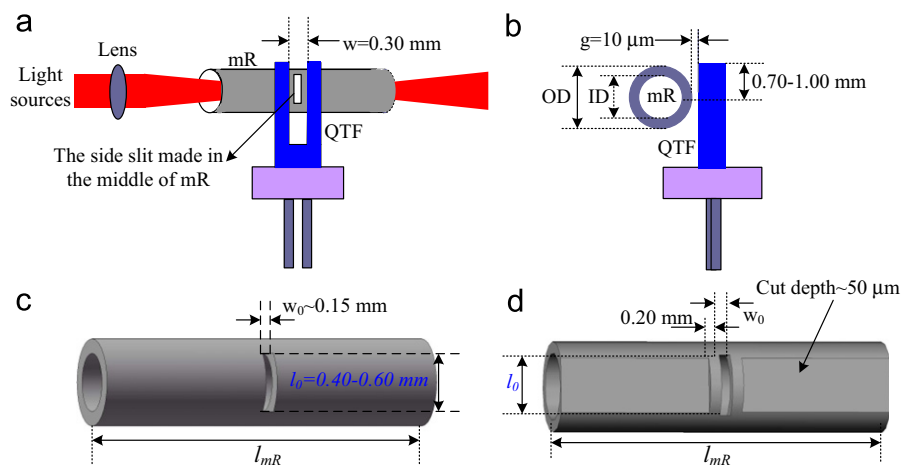 a
w=0.30 mm
mR
Lens
Light
sources
QTF
The side slit made in
the middle of mR
b
g=10 μm
0.70-1.00 mm
OD
ID
mR
QTF
c
w₀~0.15 mm
l₀=0.40-0.60 mm
lmR
d
Cut depth~50 μm
0.20 mm
w₀
l₀
lmR